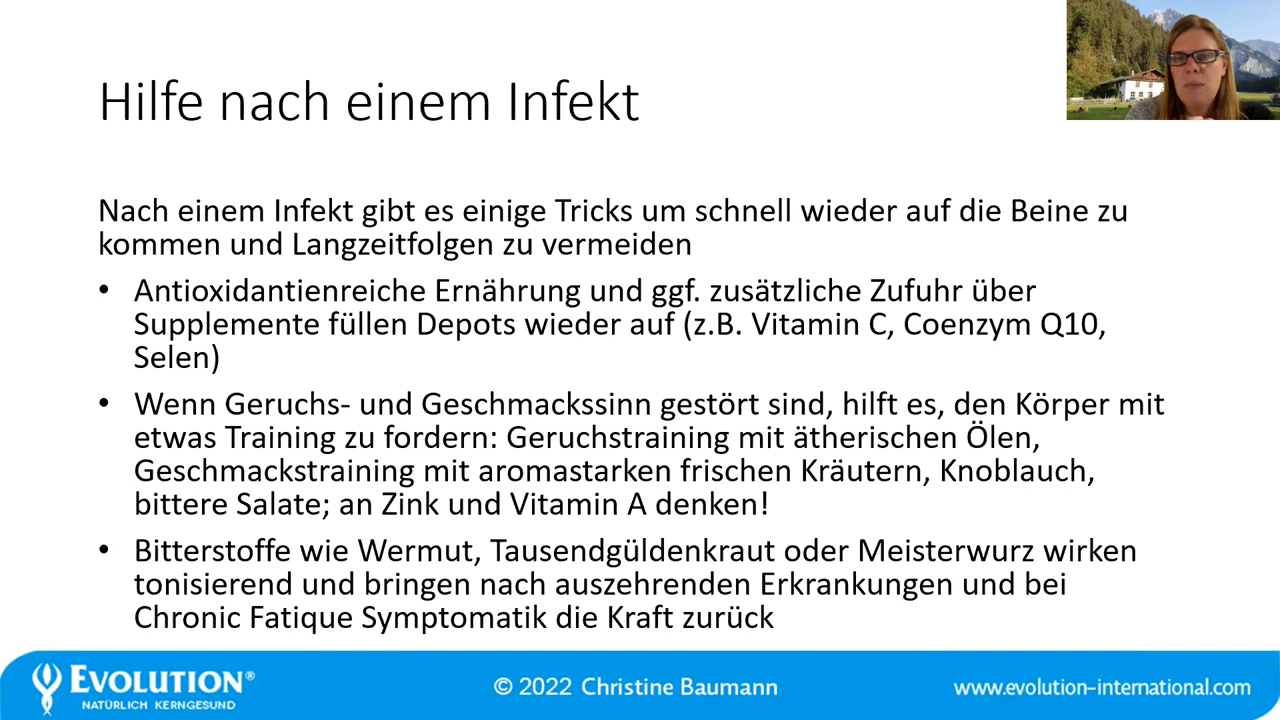 Hilfe nach einem Infekt
Nach einem Infekt gibt es einige Tricks um schnell wieder auf die Beine zu
kommen und Langzeitfolgen zu vermeiden
• Antioxidantienreiche Ernährung und ggf. zusätzliche Zufuhr über
Supplemente füllen Depots wieder auf (z.B. Vitamin C, Coenzym Q10,
Selen)
• Wenn Geruchs- und Geschmackssinn gestört sind, hilft es, den Körper mit
etwas Training zu fordern: Geruchstraining mit ätherischen Ölen,
Geschmackstraining mit aromastarken frischen Kräutern, Knoblauch,
bittere Salate; an Zink und Vitamin A denken!
• Bitterstoffe wie Wermut, Tausendgüldenkraut oder Meisterwurz wirken
tonisierend und bringen nach auszehrenden Erkrankungen und bei
Chronic Fatique Symptomatik die Kraft zurück
EVOLUTION®
NATÜRLICH KERNGESUND
© 2022 Christine Baumann
www.evolution-international.com